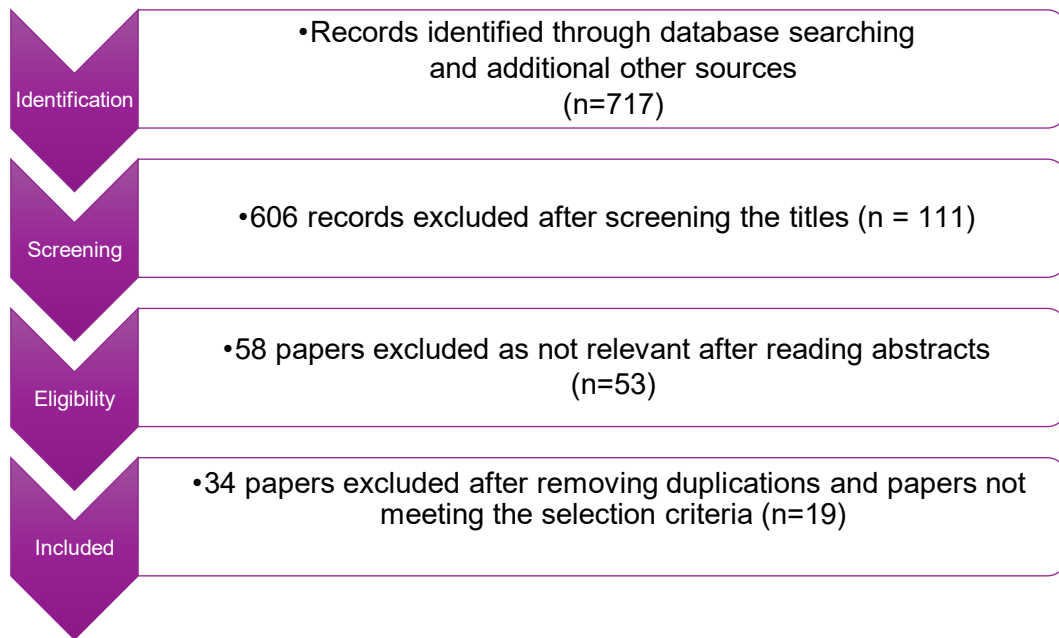 Identification
•Records identified through database searching
and additional other sources
(n=717)
Screening
•606 records excluded after screening the titles (n = 111)
Eligibility
•58 papers excluded as not relevant after reading abstracts
(n=53)
Included
•34 papers excluded after removing duplications and papers not
meeting the selection criteria (n=19)